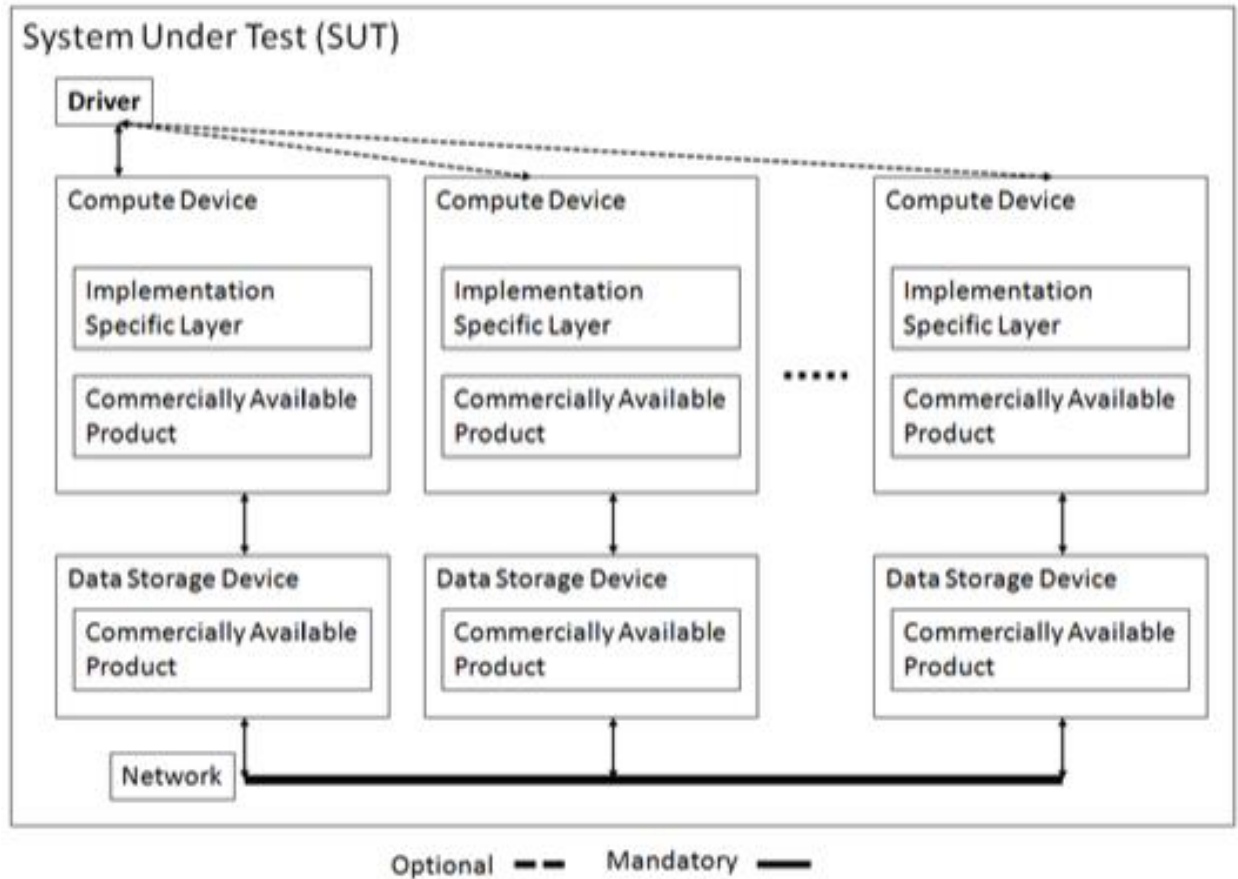 System Under Test (SUT)
Driver
Compute Device
Implementation
Specific Layer
Commercially Available
Product
Compute Device
Implementation
Specific Layer
Commercially Available
Product
.....
Compute Device
Implementation
Specific Layer
Commercially Available
Product
Data Storage Device
Commercially Available
Product
Data Storage Device
Commercially Available
Product
Data Storage Device
Commercially Available
Product
Network
Optional
Mandatory